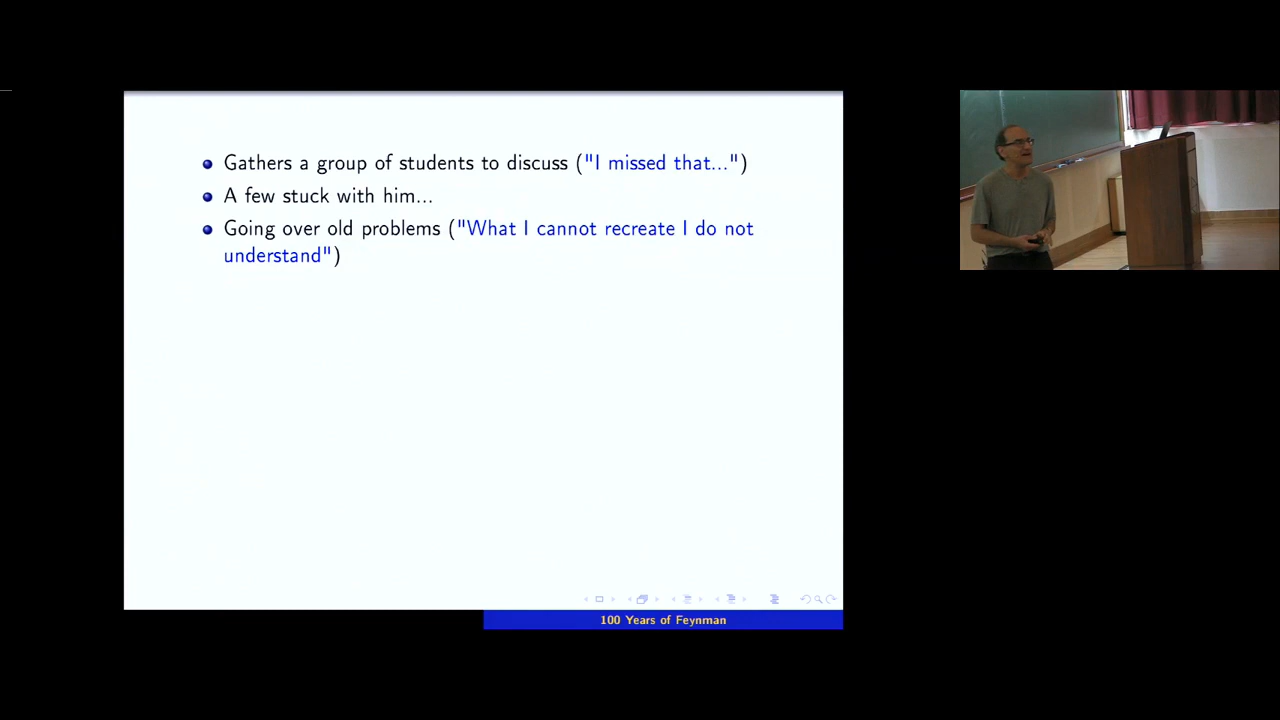 Gathers a group of students to discuss ("I missed that...")
A few stuck with him...
Going over old problems ("What I cannot recreate I do not
understand")
100 Years of Feynman